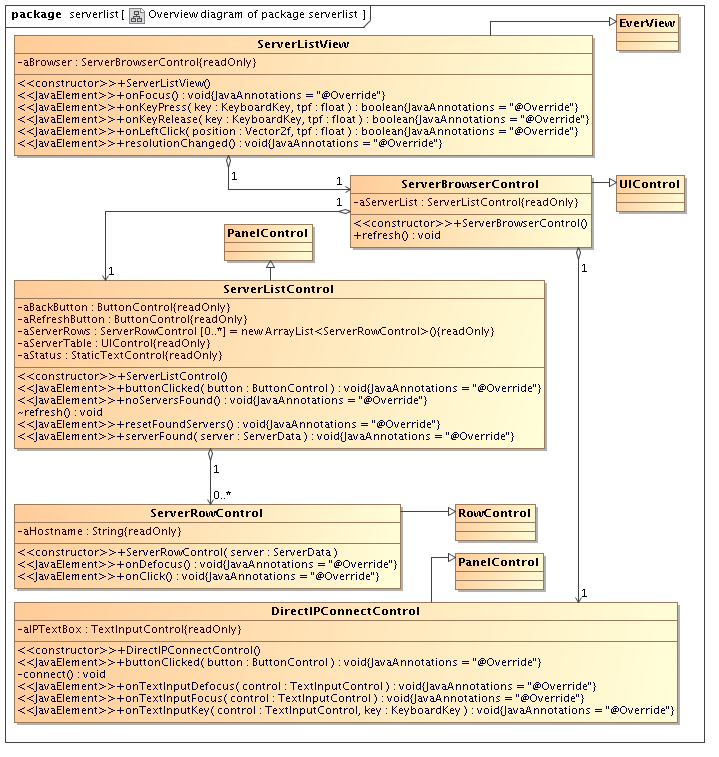 package serverlist [ Overview diagram of package serverlist ]
EverView
ServerListView
-aBrowser : ServerBrowserControl{readOnly}
<<constructor>>+ServerListView()
<<JavaElement>>+onFocus() : void{JavaAnnotations = "@Override"}
<<JavaElement>>+onKeyPress( key : KeyboardKey, tpf : float ) : boolean{JavaAnnotations = "@Override"}
<<JavaElement>>+onKeyRelease( key : KeyboardKey, tpf : float ) : boolean{JavaAnnotations = "@Override"}
<<JavaElement>>+onLeftClick( position : Vector2f, tpf : float ) : boolean{JavaAnnotations = "@Override"}
<<JavaElement>>+resolutionChanged() : void{JavaAnnotations = "@Override"}
1
1
ServerBrowserControl
-aServerList : ServerListControl{readOnly}
<<constructor>>+ServerBrowserControl()
+refresh() : void
UIControl
1
1
1
PanelControl
ServerListControl
-aBackButton : ButtonControl{readOnly}
-aRefreshButton : ButtonControl{readOnly}
-aServerRows : ServerRowControl [0..*] = new ArrayList<ServerRowControl>(){readOnly}
-aServerTable : UIControl{readOnly}
-aStatus : StaticTextControl{readOnly}
<<constructor>>+ServerListControl()
<<JavaElement>>+buttonClicked( button : ButtonControl ) : void{JavaAnnotations = "@Override"}
<<JavaElement>>+noServersFound() : void{JavaAnnotations = "@Override"}
~refresh() : void
<<JavaElement>>+resetFoundServers() : void{JavaAnnotations = "@Override"}
<<JavaElement>>+serverFound( server : ServerData ) : void{JavaAnnotations = "@Override"}
1
0..*
ServerRowControl
-aHostname : String{readOnly}
<<constructor>>+ServerRowControl( server : ServerData )
<<JavaElement>>+onDefocus() : void{JavaAnnotations = "@Override"}
<<JavaElement>>+onClick() : void{JavaAnnotations = "@Override"}
RowControl
PanelControl
1
DirectIPConnectControl
-aIPTextBox : TextInputControl{readOnly}
<<constructor>>+DirectIPConnectControl()
<<JavaElement>>+buttonClicked( button : ButtonControl ) : void{JavaAnnotations = "@Override"}
-connect() : void
<<JavaElement>>+onTextInputDefocus( control : TextInputControl ) : void{JavaAnnotations = "@Override"}
<<JavaElement>>+onTextInputFocus( control : TextInputControl ) : void{JavaAnnotations = "@Override"}
<<JavaElement>>+onTextInputKey( control : TextInputControl, key : KeyboardKey ) : void{JavaAnnotations = "@Override"}